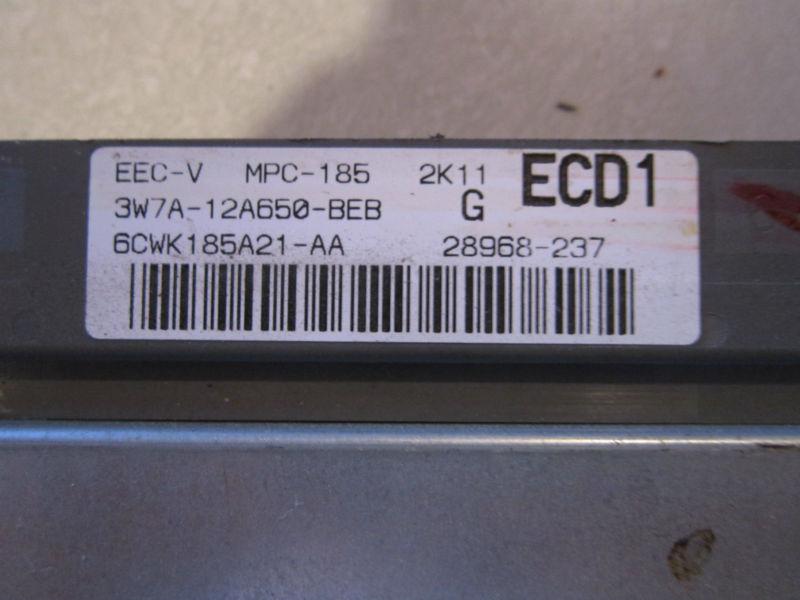 EEC-V MPC-185 2K11 ECD1
3W7A-12A650-BEB G
6CWK185A21-AA 28968-237